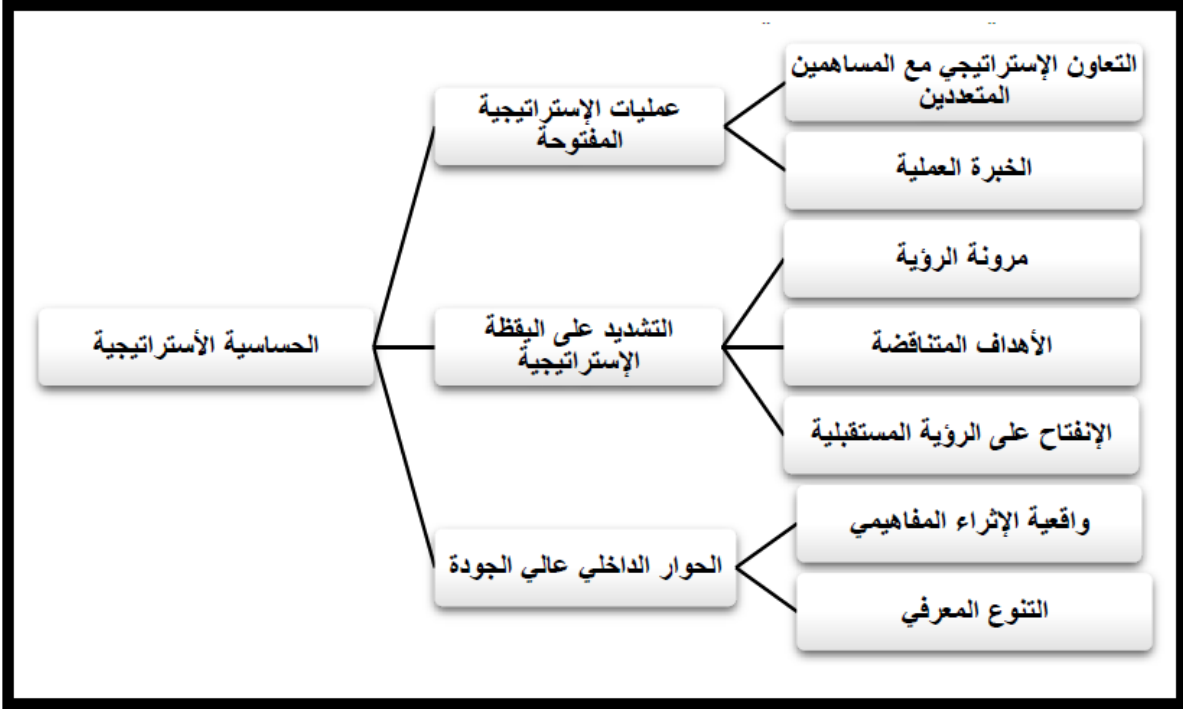 التعاون الإستراتيجي مع المساهمين
المتعددين
عمليات الإستراتيجية
المفتوحة
الخبرة العملية
مرونة الرؤية
الحساسية الأستراتيجية
التشديد على اليقظة
الإستراتيجية
الأهداف المتناقضة
الإنفتاح على الرؤية المستقبلية
واقعية الإثراء المفاهيمي
الحوار الداخلي عالي الجودة
التنوع المعرفي